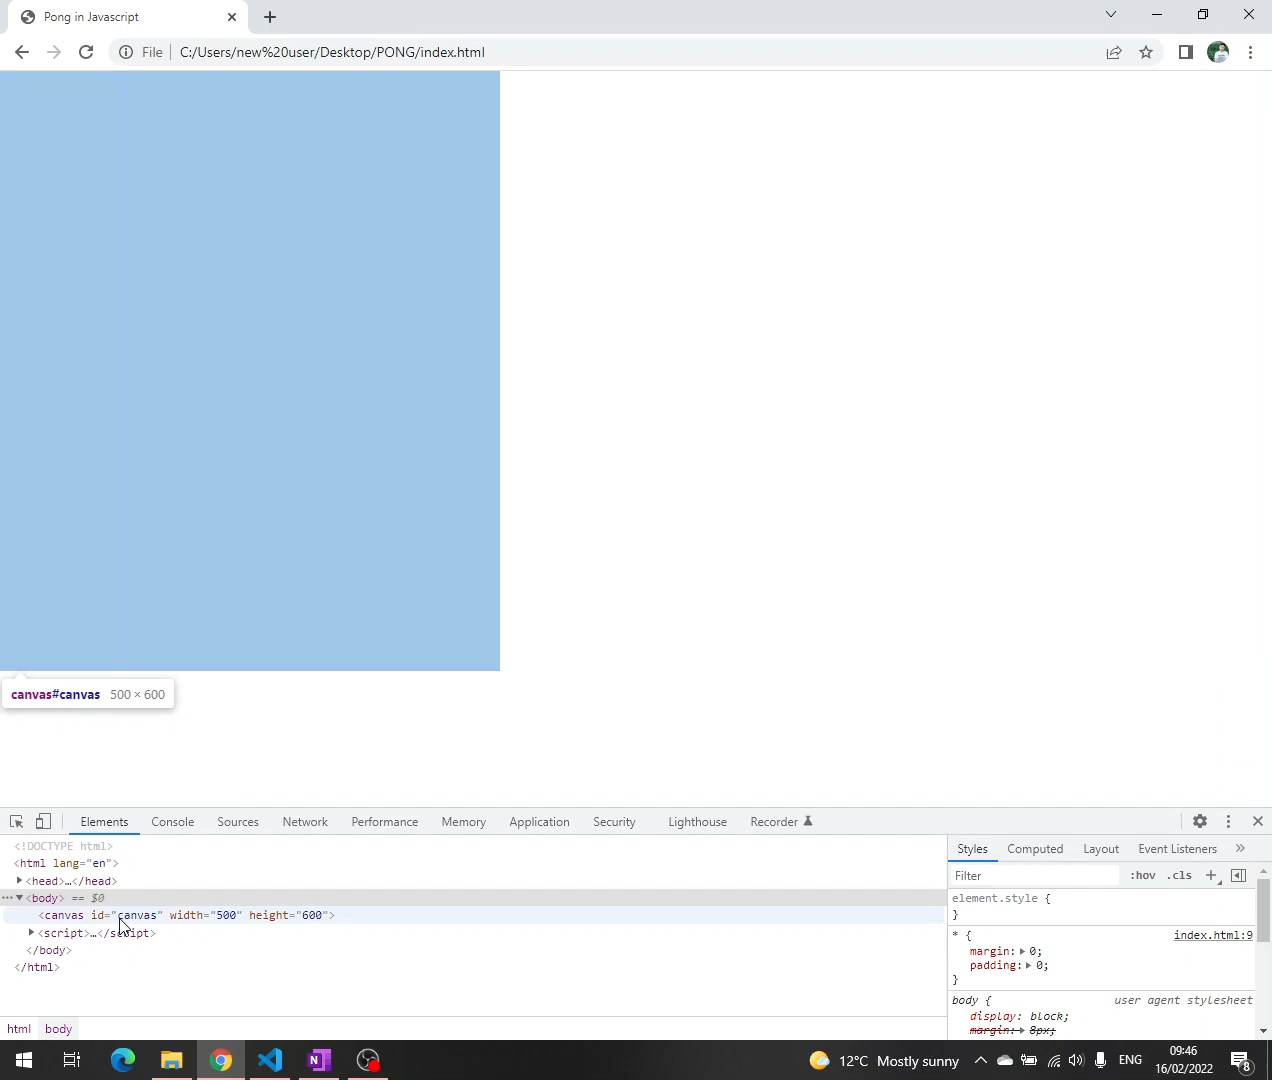 Pong in Javascript
File C:/Users/new%20user/Desktop/PONG/index.html
canvas#canvas 500 × 600
Elements Console Sources Network Performance Memory Application Security Lighthouse Recorder
<!DOCTYPE html>
<html lang="en">
<head>…</head>
<body> == $0
<canvas id="canvas" width="500" height="600">
<script>…</script>
</body>
</html>
html body
Styles Computed Layout Event Listeners »
Filter :hov .cls
element.style {
}
* { index.html:9
margin: 0;
padding: 0;
}
body { user agent stylesheet
display: block;
margin: 8px;
12°C Mostly sunny ENG 09:46
16/02/2022 8